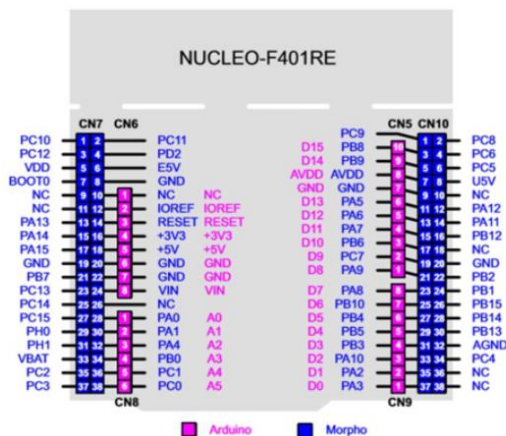 NUCLEO-F401RE
CN7 CN6 CN5 CN10
PC10 1 2 PC11 PC9 1 2 PC8
PC12 3 4 PD2 D15 PB8 10 3 4 PC6
VDD 5 6 E5V D14 PB9 9 5 6 PC5
BOOT0 7 8 GND AVDD AVDD 8 7 8 U5V
NC 9 10 1 NC NC GND GND 7 9 10 NC
NC 11 12 2 IOREF IOREF D13 PA5 6 11 12 PA12
PA13 13 14 3 RESET RESET D12 PA6 5 13 14 PA11
PA14 15 16 4 +3V3 +3V3 D11 PA7 4 15 16 PB12
PA15 17 18 5 +5V +5V D10 PB6 3 17 18 NC
GND 19 20 6 GND GND D9 PC7 2 19 20 GND
PB7 21 22 7 GND GND D8 PA9 1 21 22 PB2
PC13 23 24 8 VIN VIN D7 PA8 8 23 24 PB1
PC14 25 26 NC D6 PB10 7 25 26 PB15
PC15 27 28 1 PA0 A0 D5 PB4 6 27 28 PB14
PH0 29 30 2 PA1 A1 D4 PB5 5 29 30 PB13
PH1 31 32 3 PA4 A2 D3 PB3 4 31 32 AGND
VBAT 33 34 4 PB0 A3 D2 PA10 3 33 34 PC4
PC2 35 36 5 PC1 A4 D1 PA2 2 35 36 NC
PC3 37 38 6 PC0 A5 D0 PA3 1 37 38 NC
CN8 CN9
Arduino Morpho